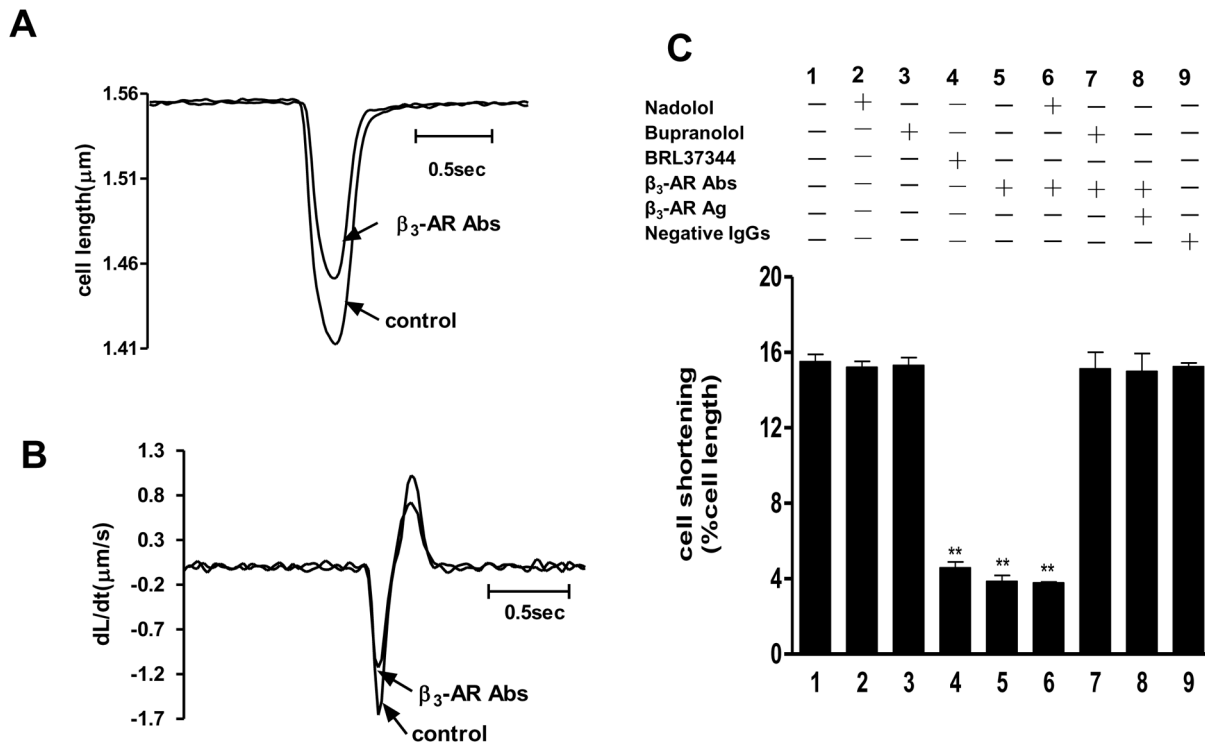 A
1.56
1.51
1.46
1.41
cell length(μm)
0.5sec
β₃-AR Abs
control
B
1.3
0.8
0.3
-0.2
-0.7
-1.2
-1.7
dL/dt(μm/s)
0.5sec
β₃-AR Abs
control
C
1 2 3 4 5 6 7 8 9
Nadolol − + − − − + − − −
Bupranolol − − + − − − + − −
BRL37344 − − − + − − − − −
β₃-AR Abs − − − − + + + + −
β₃-AR Ag − − − − − − − + −
Negative IgGs − − − − − − − − +
20
16
12
8
4
0
cell shortening
(%cell length)
** ** **
1 2 3 4 5 6 7 8 9